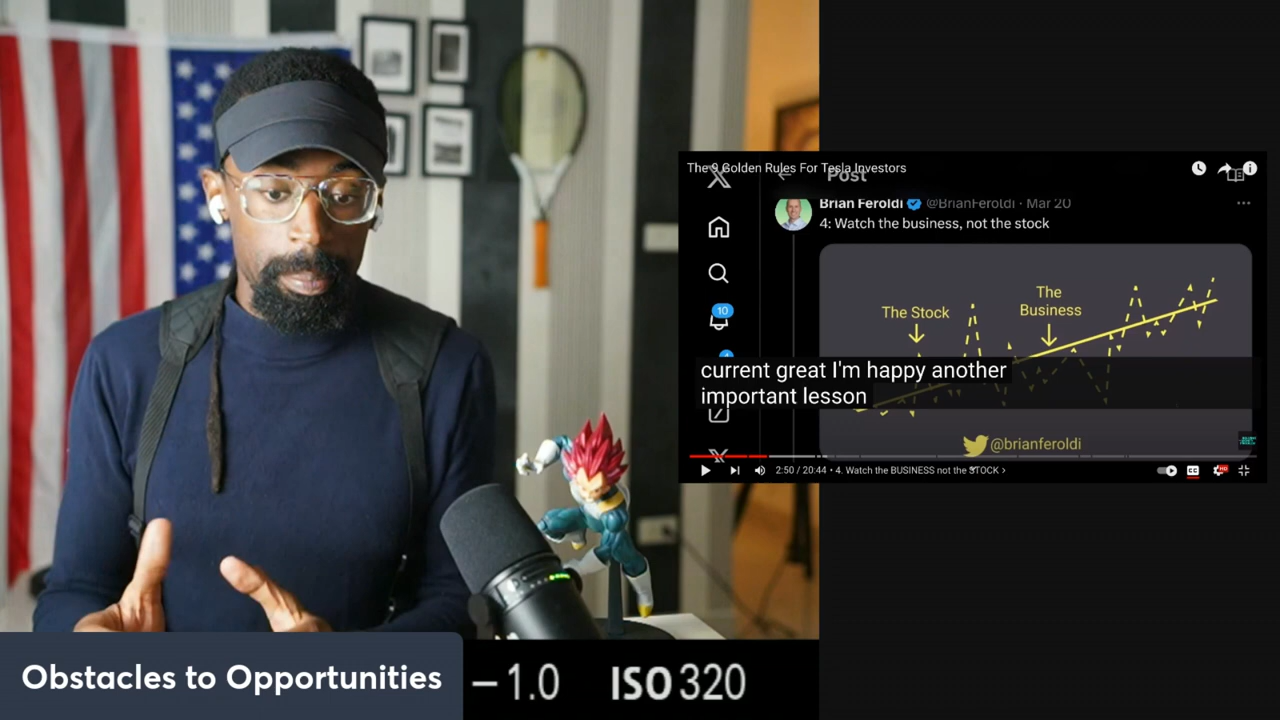 The 9 Golden Rules For Tesla Investors
Post
Brian Feroldi @BrianFeroldi · Mar 20
4: Watch the business, not the stock
10
The Stock
The
Business
current great I'm happy another
important lesson
@brianferoldi
2:50 / 20:44 • 4. Watch the BUSINESS not the STOCK ›
CC
HD
Obstacles to Opportunities
–1.0 ISO 320